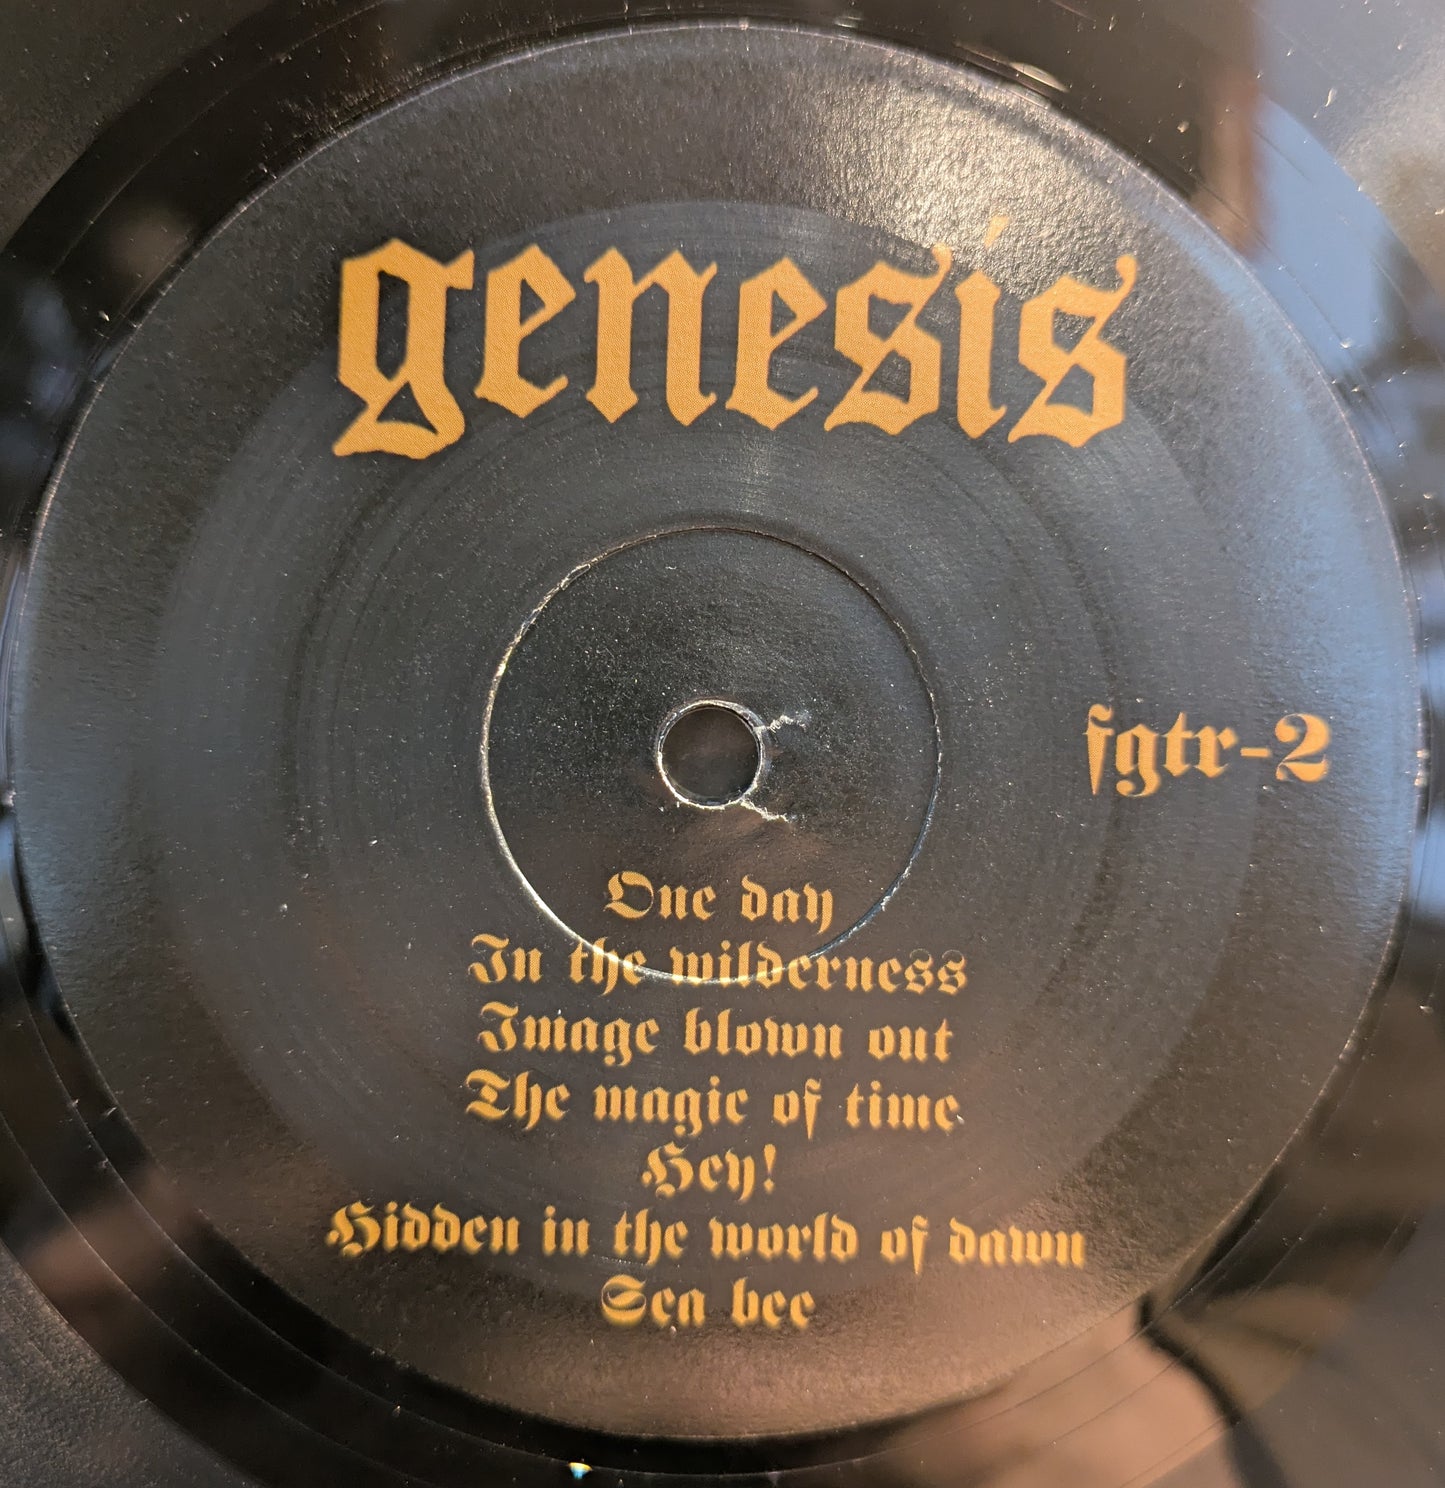 genesis
fgtr-2
One day
In the wilderness
Image blown out
The magic of time
Hey!
Hidden in the world of dawn
Sea bee